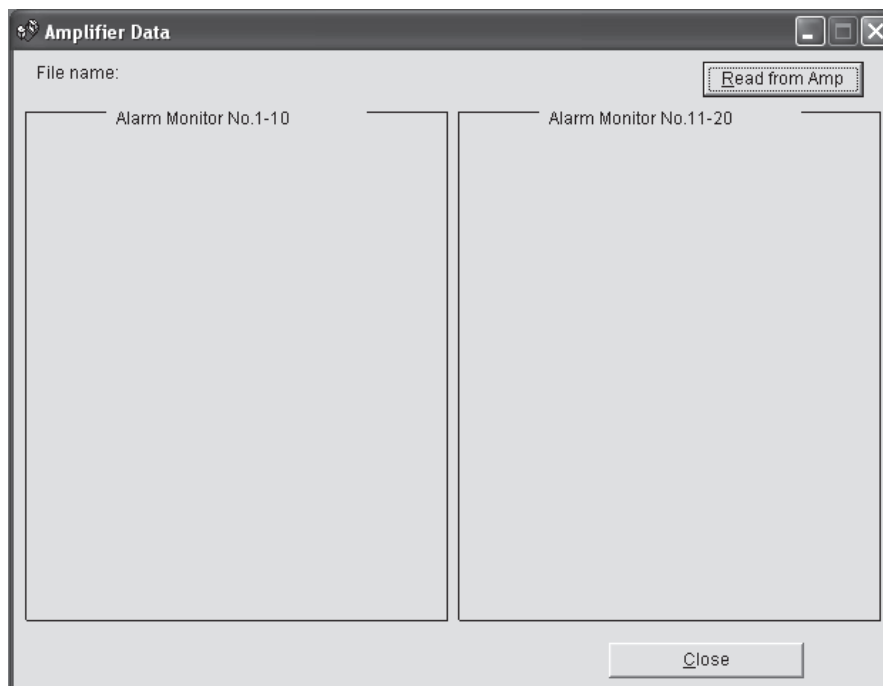 Amplifier Data
File name:
Read from Amp
Alarm Monitor No.1-10
Alarm Monitor No.11-20
Close